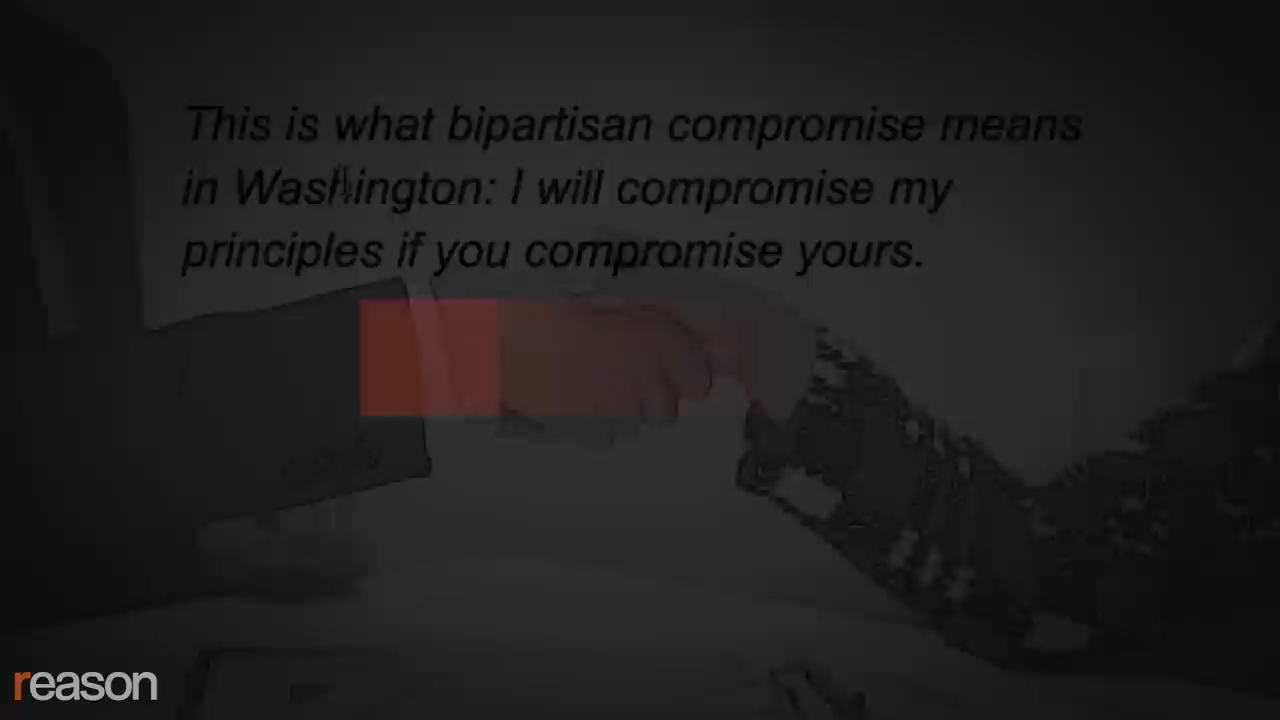 This is what bipartisan compromise means
in Washington: I will compromise my
principles if you compromise yours.
reason